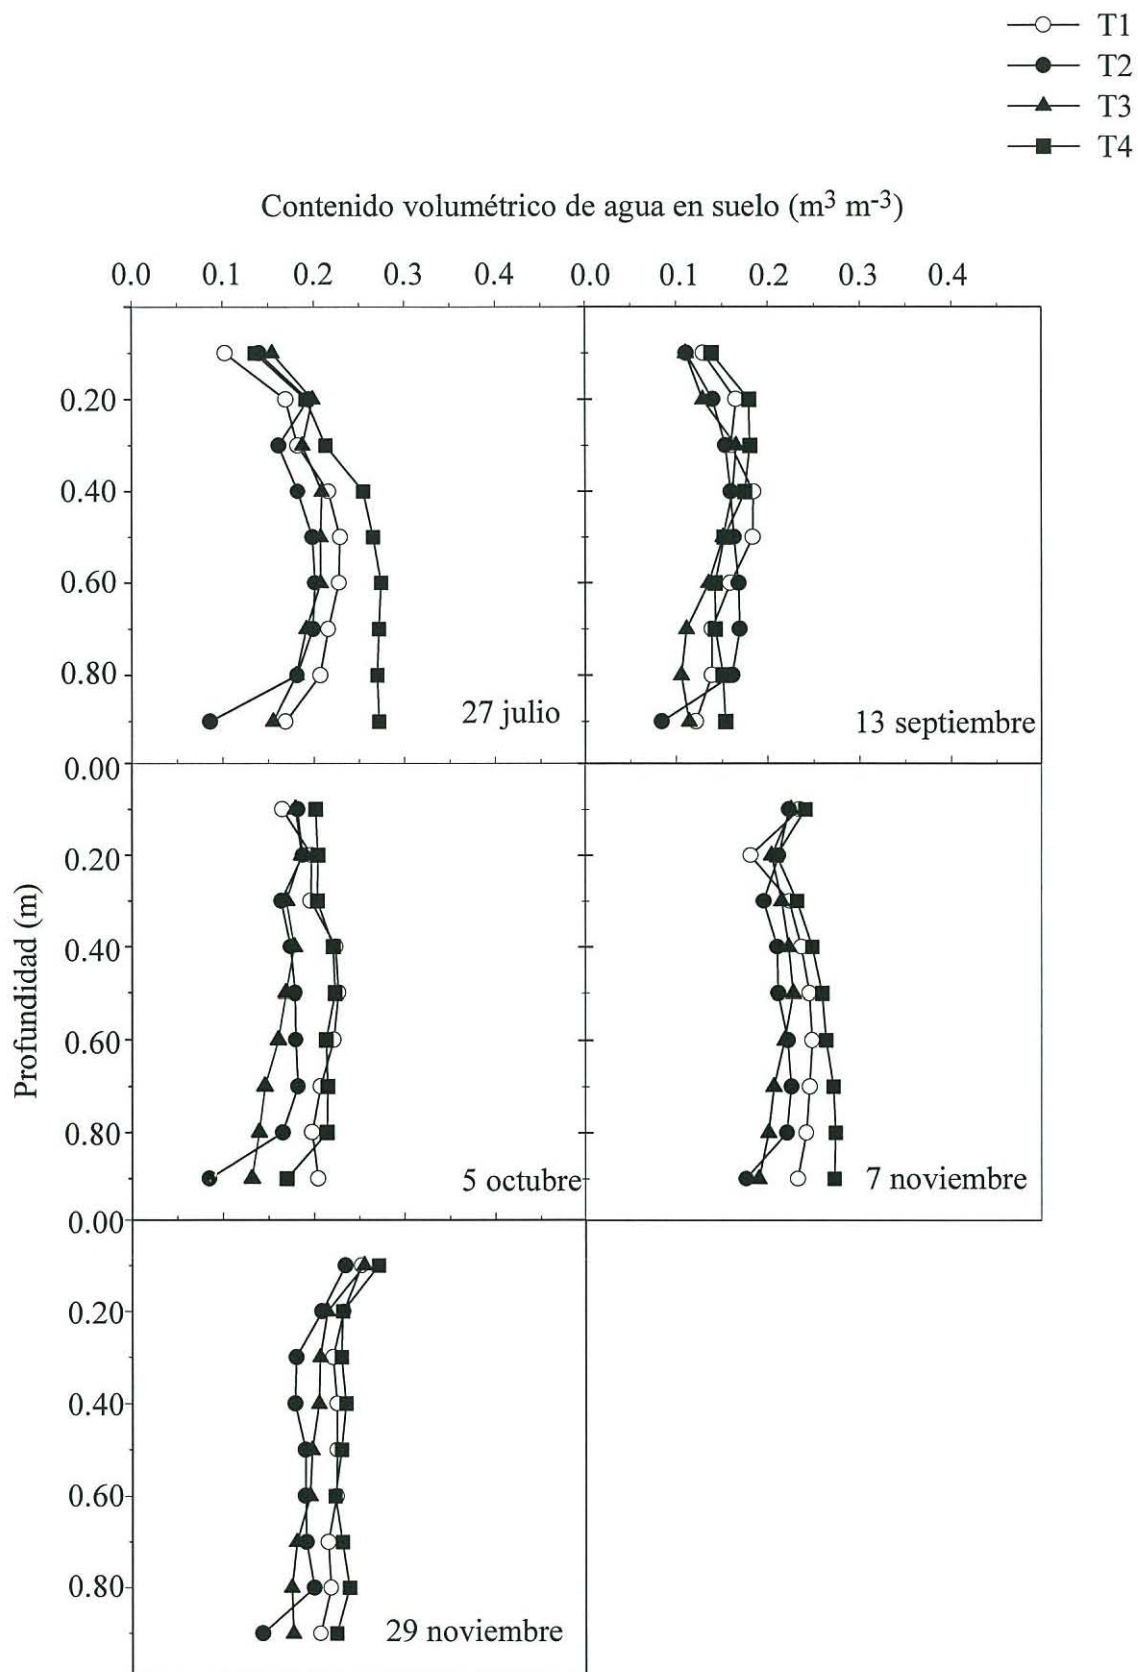 T1
T2
T3
T4
Contenido volumétrico de agua en suelo (m³ m⁻³)
0.0 0.1 0.2 0.3 0.4 0.0 0.1 0.2 0.3 0.4
0.20
0.40
0.60
0.80
27 julio
13 septiembre
Profundidad (m)
0.00
0.20
0.40
0.60
0.80
5 octubre
7 noviembre
0.00
0.20
0.40
0.60
0.80
29 noviembre